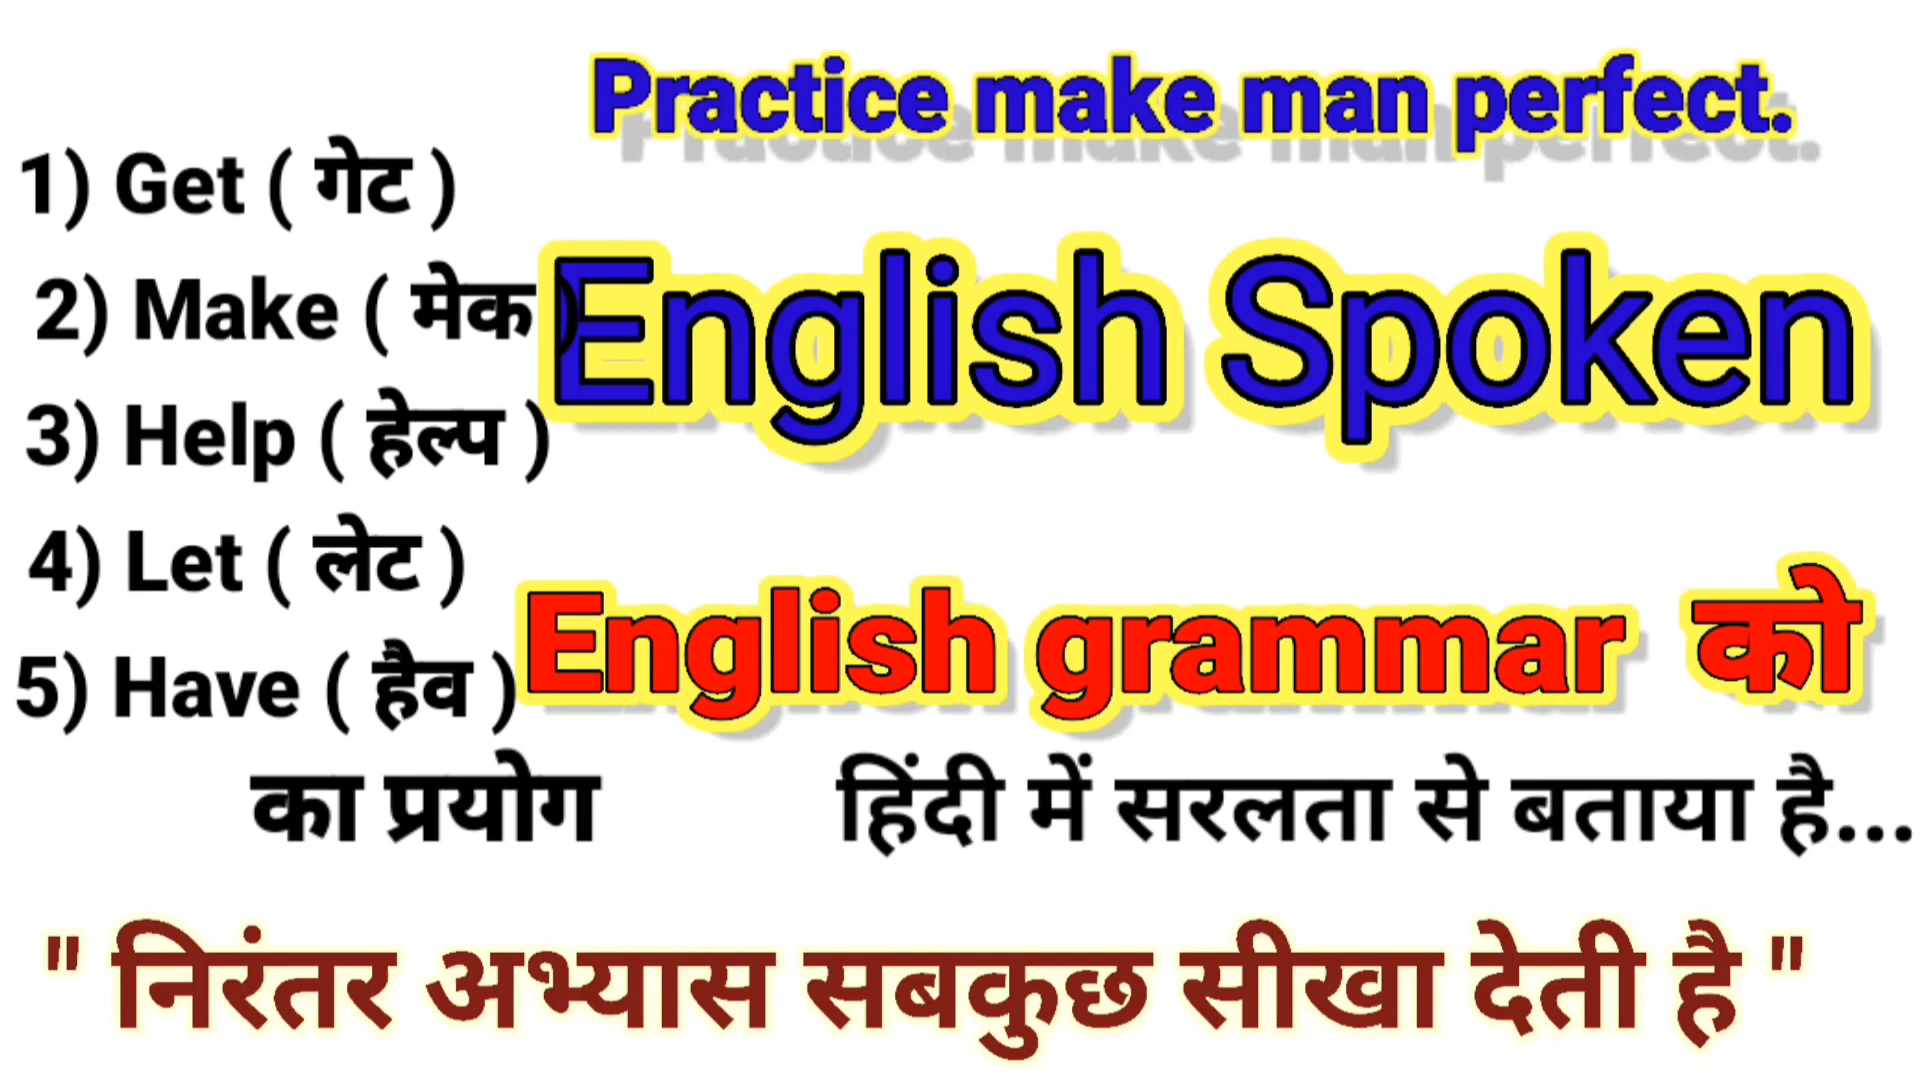 Practice make man perfect.
1) Get ( गेट )
2) Make ( मेक )
3) Help ( हेल्प )
4) Let ( लेट )
5) Have ( हैव )
का प्रयोग
English Spoken
English grammar को
हिंदी में सरलता से बताया है...
" निरंतर अभ्यास सबकुछ सीखा देती है "